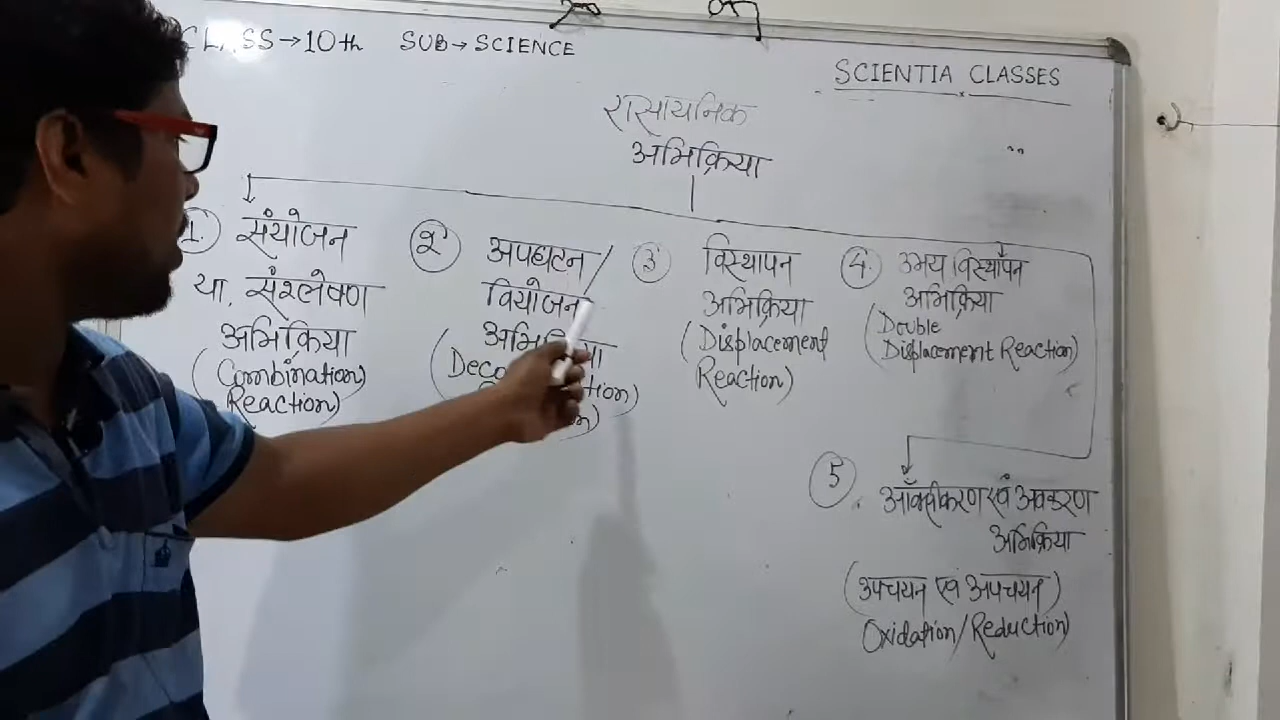 CLASS→10th SUB→SCIENCE
SCIENTIA CLASSES
रासायनिक
अभिक्रिया
1. संयोजन
या. संश्लेषण
अभिक्रिया
(Combination)
Reaction)
2 अपघटन/
वियोजन
3 विस्थापन
अभिक्रिया
(Displacement
Reaction)
4. उभय विस्थापन
अभिक्रिया
(Double
Displacement Reaction)
5 ऑक्सीकरण एवं अवकरण
अभिक्रिया
(उपचयन एवं अपचयन)
Oxidation/Reduction)